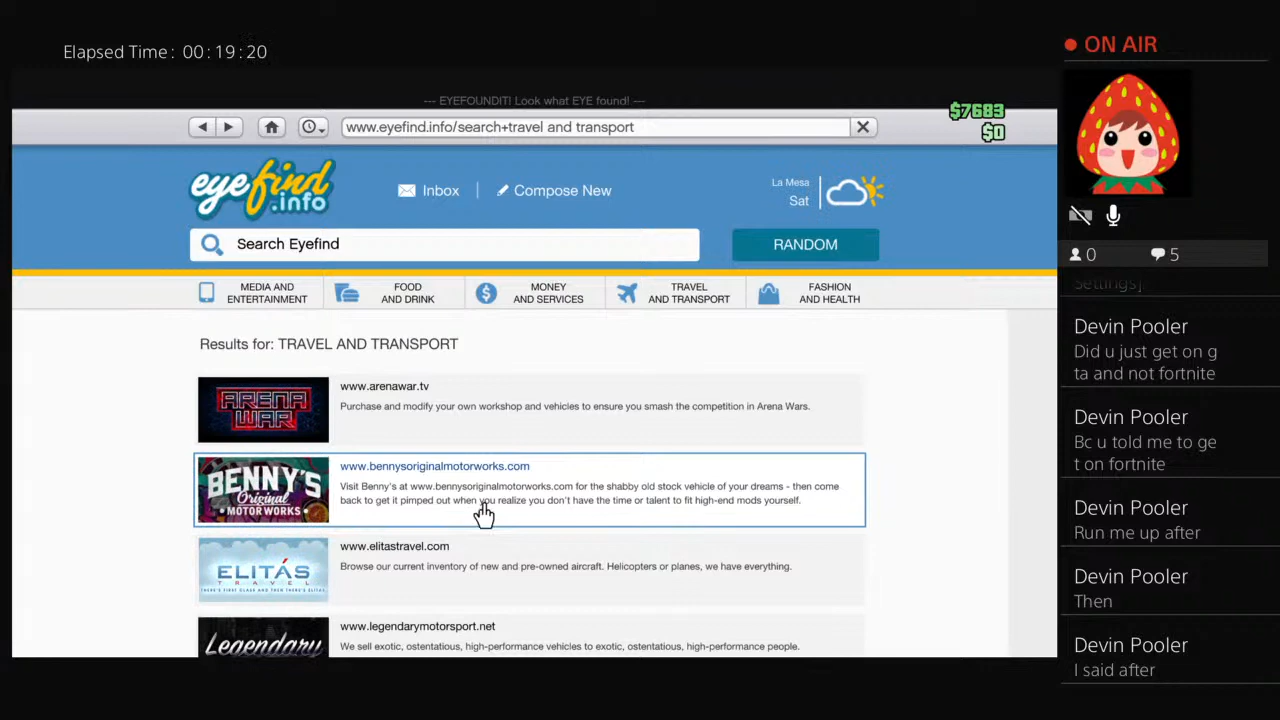 Elapsed Time: 00:19:20
ON AIR
--- EYEFOUNDIT! Look what EYE found! ---
www.eyefind.info/search+travel and transport
$7683
$0
eyefind
.info
Inbox
Compose New
La Mesa
Sat
Search Eyefind
RANDOM
0
5
MEDIA AND
ENTERTAINMENT
FOOD
AND DRINK
MONEY
AND SERVICES
TRAVEL
AND TRANSPORT
FASHION
AND HEALTH
Results for: TRAVEL AND TRANSPORT
ARENA
WAR
www.arenawar.tv
Purchase and modify your own workshop and vehicles to ensure you smash the competition in Arena Wars.
BENNY'S
Original
MOTOR WORKS
www.bennysoriginalmotorworks.com
Visit Benny's at www.bennysoriginalmotorworks.com for the shabby old stock vehicle of your dreams - then come
back to get it pimped out when you realize you don't have the time or talent to fit high-end mods yourself.
ELITÁS
TRAVEL
THERE'S FIRST CLASS AND THEN THERE'S ELITÁS
www.elitastravel.com
Browse our current inventory of new and pre-owned aircraft. Helicopters or planes, we have everything.
Legendary
www.legendarymotorsport.net
We sell exotic, ostentatious, high-performance vehicles to exotic, ostentatious, high-performance people.
Settings]
Devin Pooler
Did u just get on g
ta and not fortnite
Devin Pooler
Bc u told me to ge
t on fortnite
Devin Pooler
Run me up after
Devin Pooler
Then
Devin Pooler
I said after